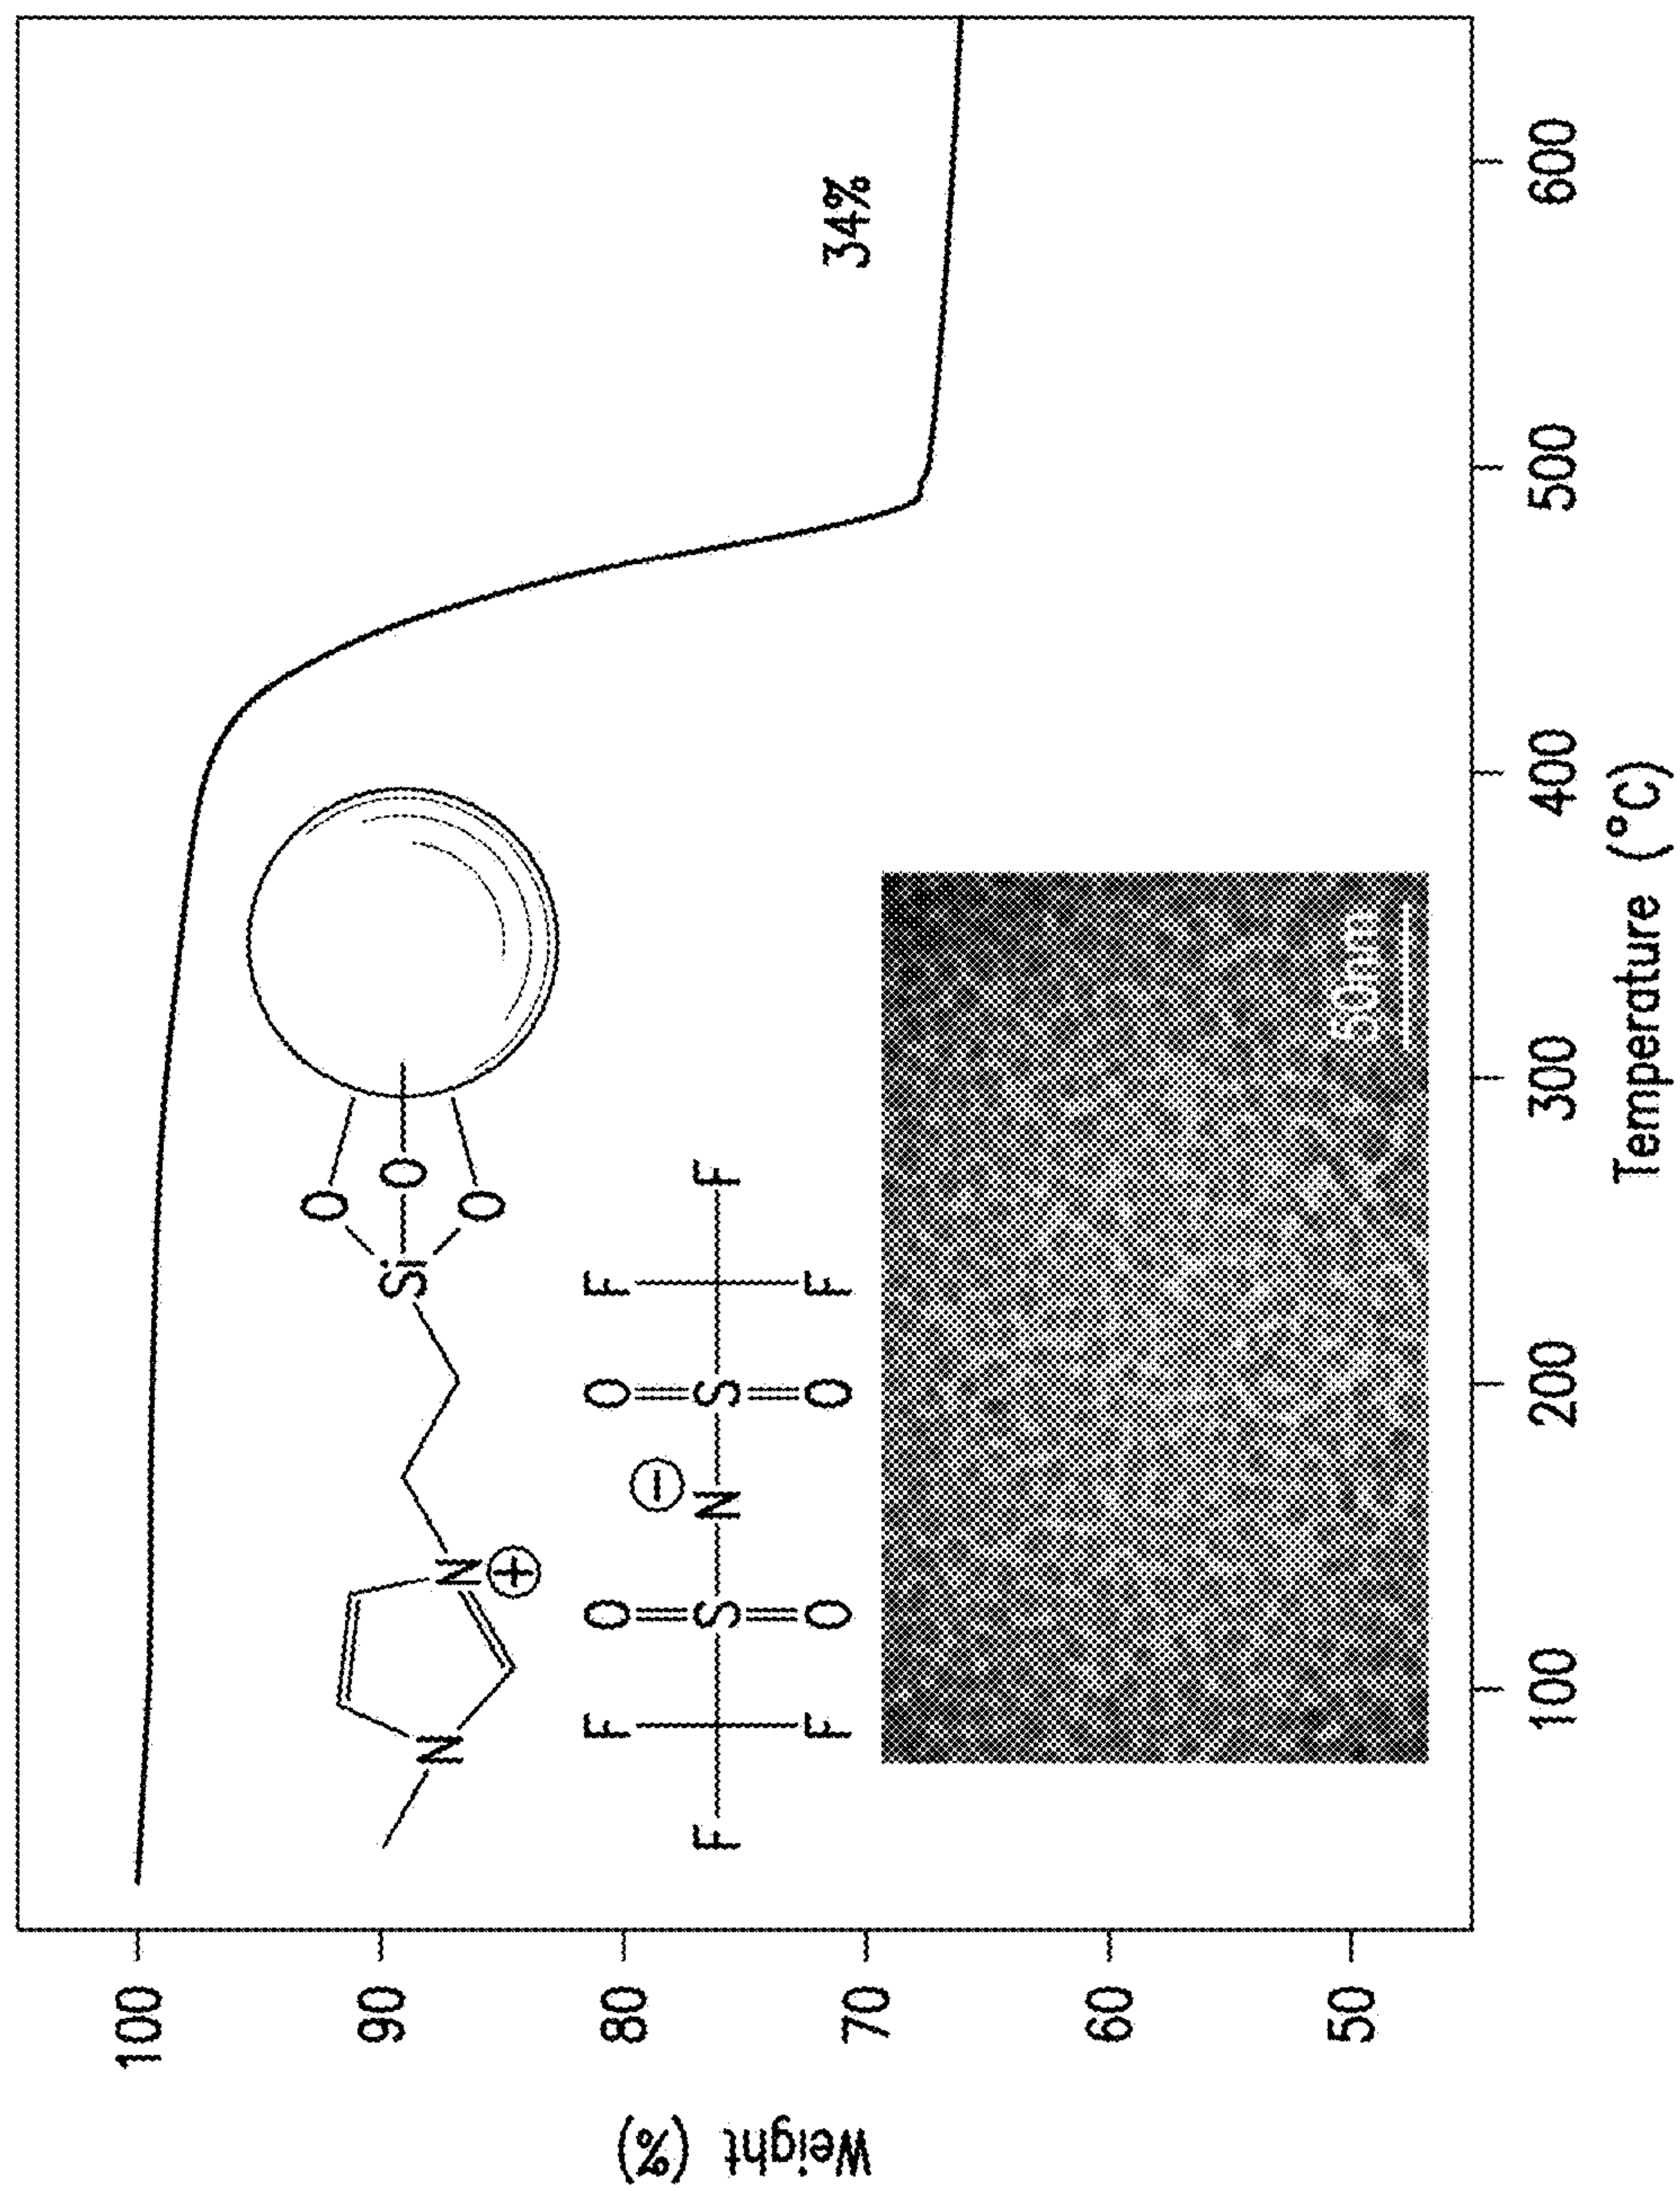 Weight (%)
100
90
80
70
60
50
34%
N
N
+
Si
O
O
O
F
F
F
S
O
O
N
−
S
O
O
F
F
F
50nm
100
200
300
400
500
600
Temperature (°C)